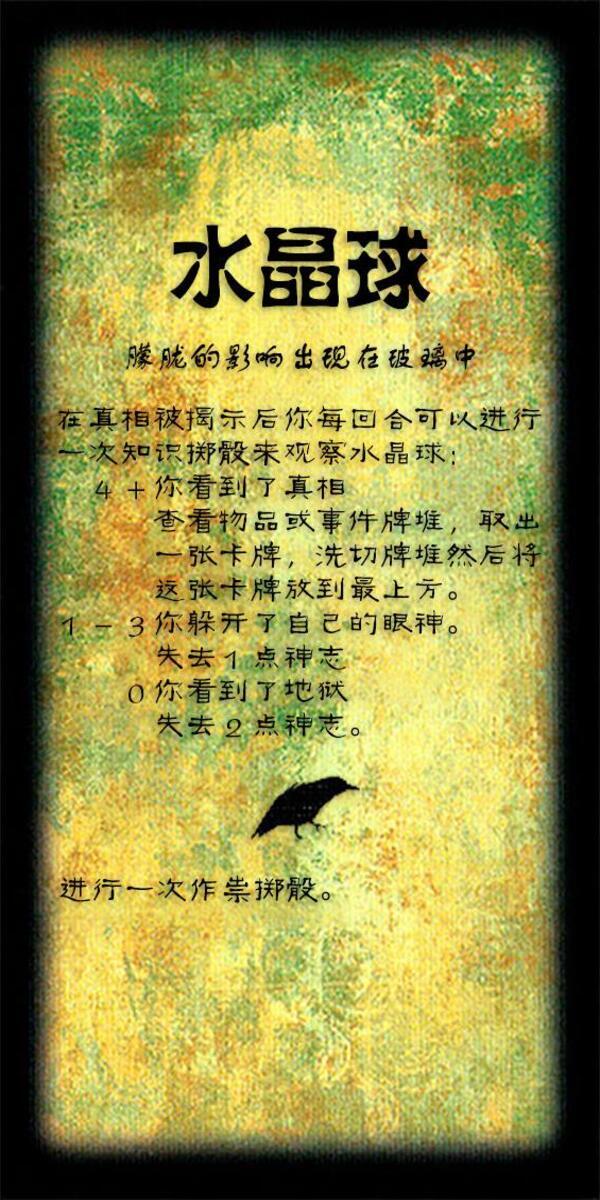 水晶球
朦胧的影响出现在玻璃中
在真相被揭示后你每回合可以进行
一次知识掷骰来观察水晶球：
4＋你看到了真相
查看物品或事件牌堆，取出
一张卡牌，洗切牌堆然后将
这张卡牌放到最上方。
1－3你躲开了自己的眼神。
失去1点神志
0你看到了地狱
失去2点神志。
进行一次作祟掷骰。